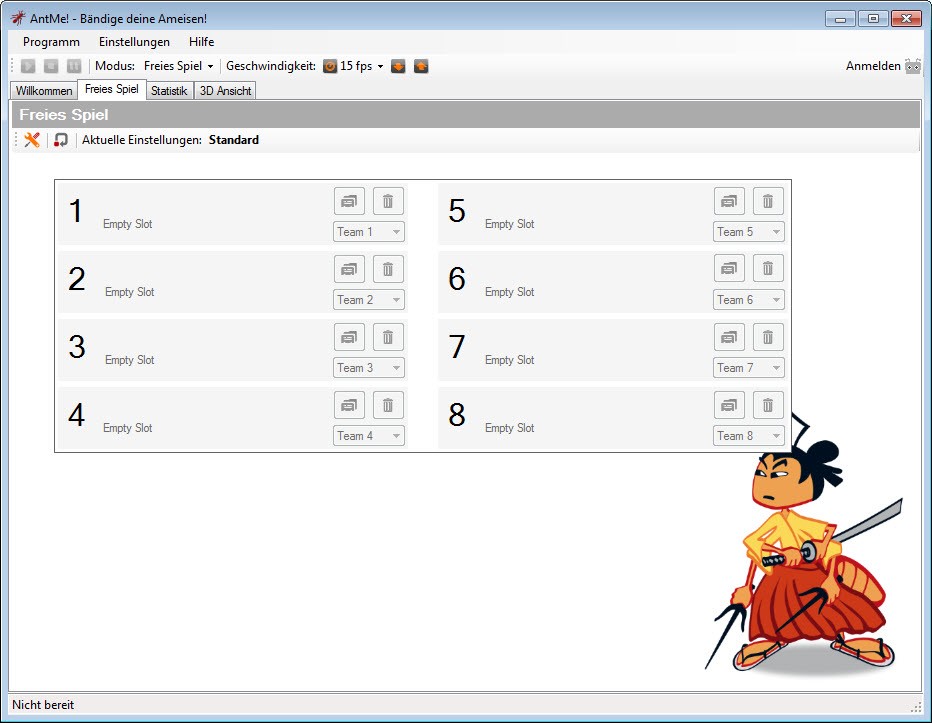 AntMe! - Bändige deine Ameisen!
Programm Einstellungen Hilfe
Modus: Freies Spiel Geschwindigkeit: 15 fps Anmelden
Willkommen Freies Spiel Statistik 3D Ansicht
Freies Spiel
Aktuelle Einstellungen: Standard
1 Empty Slot
Team 1
2 Empty Slot
Team 2
3 Empty Slot
Team 3
4 Empty Slot
Team 4
5 Empty Slot
Team 5
6 Empty Slot
Team 6
7 Empty Slot
Team 7
8 Empty Slot
Team 8
Nicht bereit